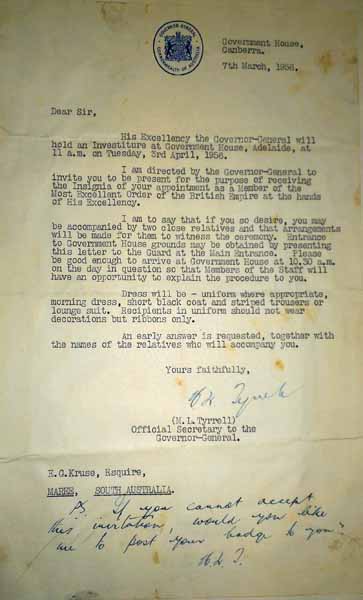 GOVERNOR-GENERAL
COMMONWEALTH OF AUSTRALIA
Government House,
Canberra.
7th March, 1956.
Dear Sir,
His Excellency the Governor-General will
hold an Investiture at Government House, Adelaide, at
11 a.m. on Tuesday, 3rd April, 1956.
I am directed by the Governor-General to
invite you to be present for the purpose of receiving
the Insignia of your appointment as a Member of the
Most Excellent Order of the British Empire at the hands
of His Excellency.
I am to say that if you so desire, you may
be accompanied by two close relatives and that arrangements
will be made for them to witness the ceremony. Entrance
to Government House grounds may be obtained by presenting
this letter to the Guard at the Main Entrance. Please
be good enough to arrive at Government House at 10.30 a.m.
on the day in question so that Members of the Staff will
have an opportunity to explain the procedure to you.
Dress will be - uniform where appropriate,
morning dress, short black coat and striped trousers or
lounge suit. Recipients in uniform should not wear
decorations but ribbons only.
An early answer is requested, together with
the names of the relatives who will accompany you.
Yours faithfully,
M L Tyrrell
(M.L.Tyrrell)
Official Secretary to the
Governor-General.
E.G.Kruse, Esquire,
MAREE, SOUTH AUSTRALIA.
Ps. If you cannot accept
this invitation, would you like
me to post your badge to you?
M.L.T.